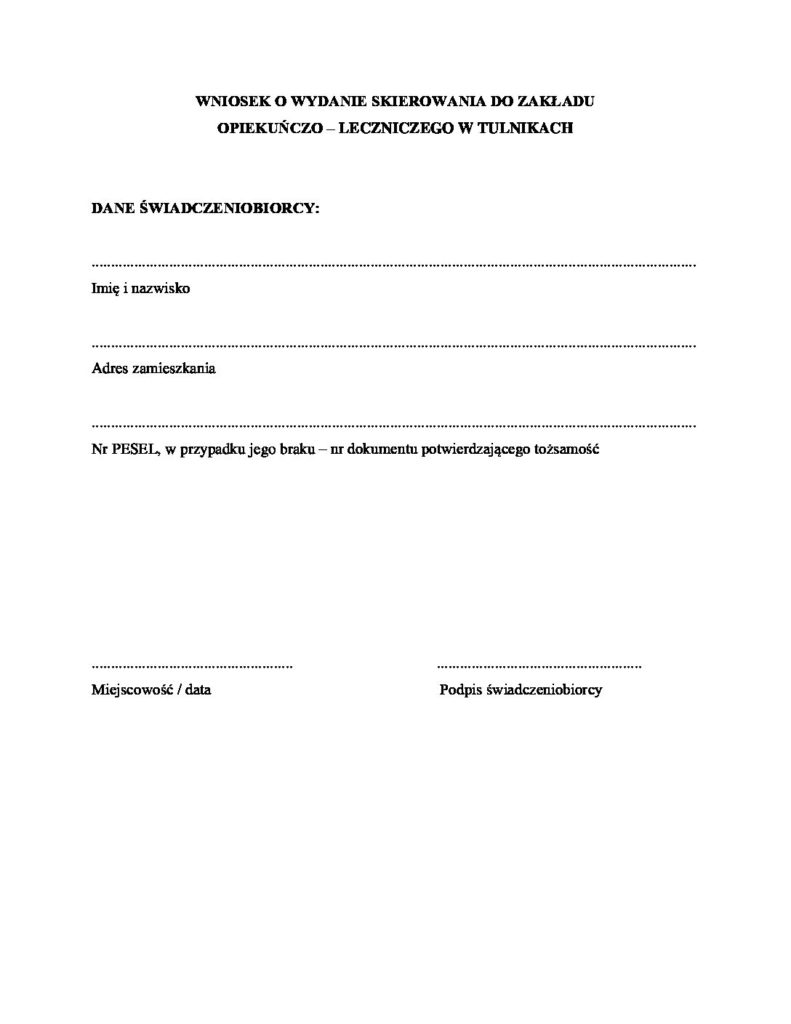 WNIOSEK O WYDANIE SKIEROWANIA DO ZAKŁADU
OPIEKUŃCZO – LECZNICZEGO W TULNIKACH
DANE ŚWIADCZENIOBIORCY:
................................................................................................................................................................
Imię i nazwisko
................................................................................................................................................................
Adres zamieszkania
................................................................................................................................................................
Nr PESEL, w przypadku jego braku – nr dokumentu potwierdzającego tożsamość
.................................................... .....................................................
Miejscowość / data Podpis świadczeniobiorcy